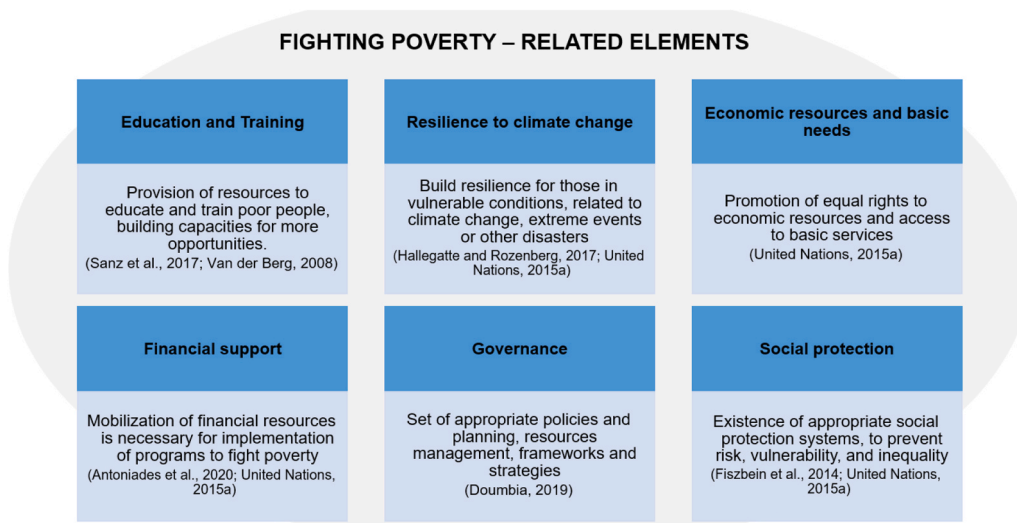 FIGHTING POVERTY – RELATED ELEMENTS
Education and Training
Provision of resources to
educate and train poor people,
building capacities for more
opportunities.
(Sanz et al., 2017; Van der Berg, 2008)
Resilience to climate change
Build resilience for those in
vulnerable conditions, related to
climate change, extreme events
or other disasters
(Hallegatte and Rozenberg, 2017; United
Nations, 2015a)
Economic resources and basic
needs
Promotion of equal rights to
economic resources and access
to basic services
(United Nations, 2015a)
Financial support
Mobilization of financial resources
is necessary for implementation
of programs to fight poverty
(Antoniades et al., 2020; United Nations,
2015a)
Governance
Set of appropriate policies and
planning, resources
management, frameworks and
strategies
(Doumbia, 2019)
Social protection
Existence of appropriate social
protection systems, to prevent
risk, vulnerability, and inequality
(Fiszbein et al., 2014; United Nations,
2015a)